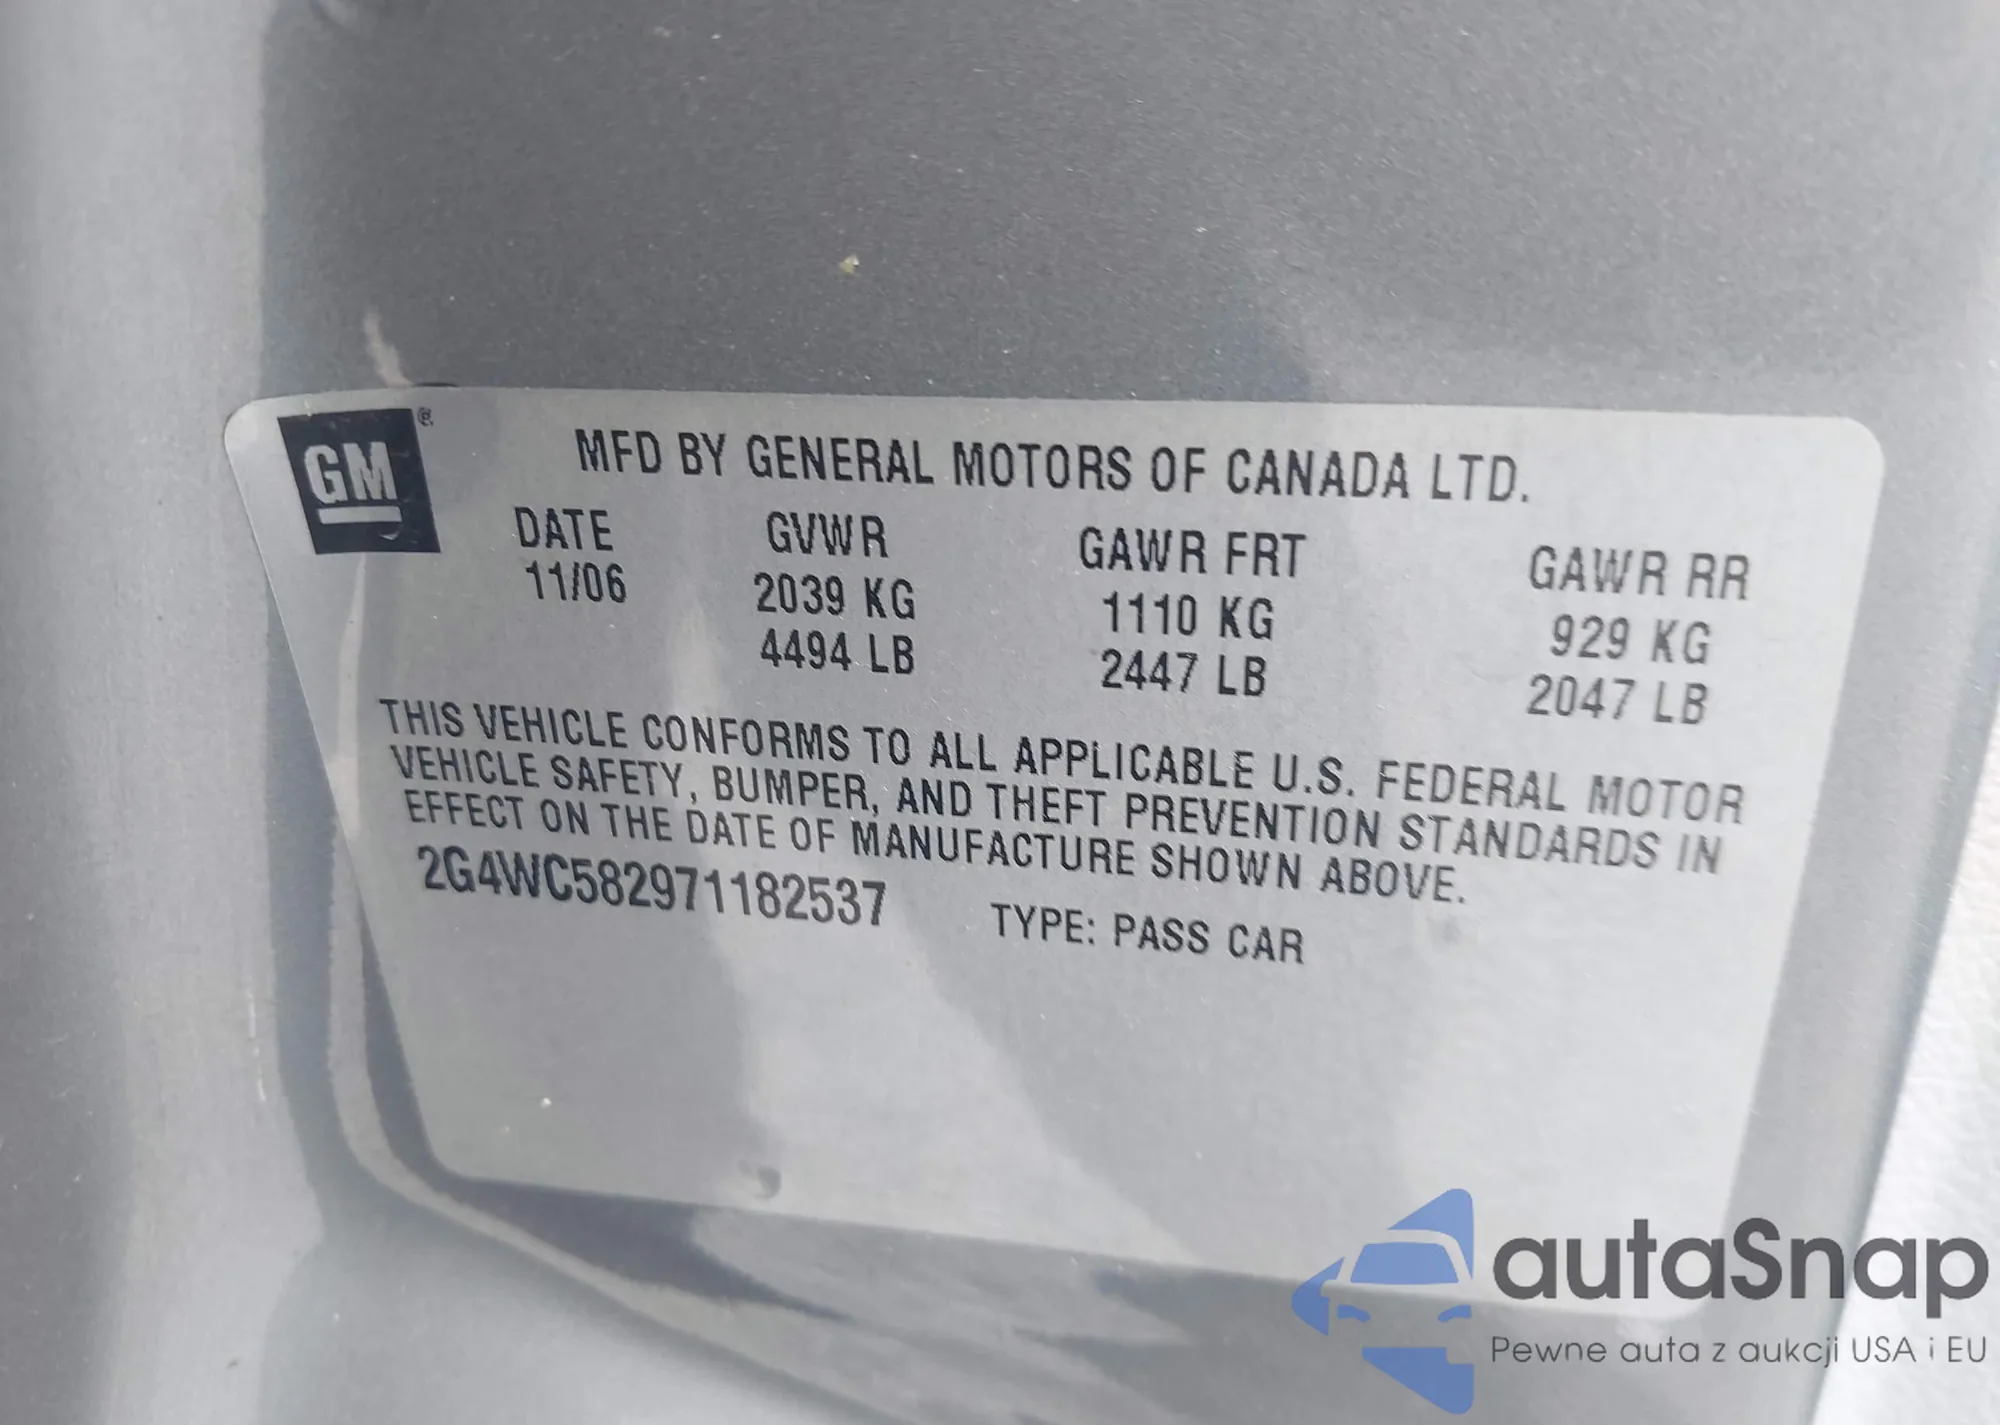 GM ®
MFD BY GENERAL MOTORS OF CANADA LTD.
DATE GVWR GAWR FRT GAWR RR
11/06 2039 KG 1110 KG 929 KG
4494 LB 2447 LB 2047 LB
THIS VEHICLE CONFORMS TO ALL APPLICABLE U.S. FEDERAL MOTOR
VEHICLE SAFETY, BUMPER, AND THEFT PREVENTION STANDARDS IN
EFFECT ON THE DATE OF MANUFACTURE SHOWN ABOVE.
2G4WC582971182537 TYPE: PASS CAR
autaSnap
Pewne auta z aukcji USA i EU